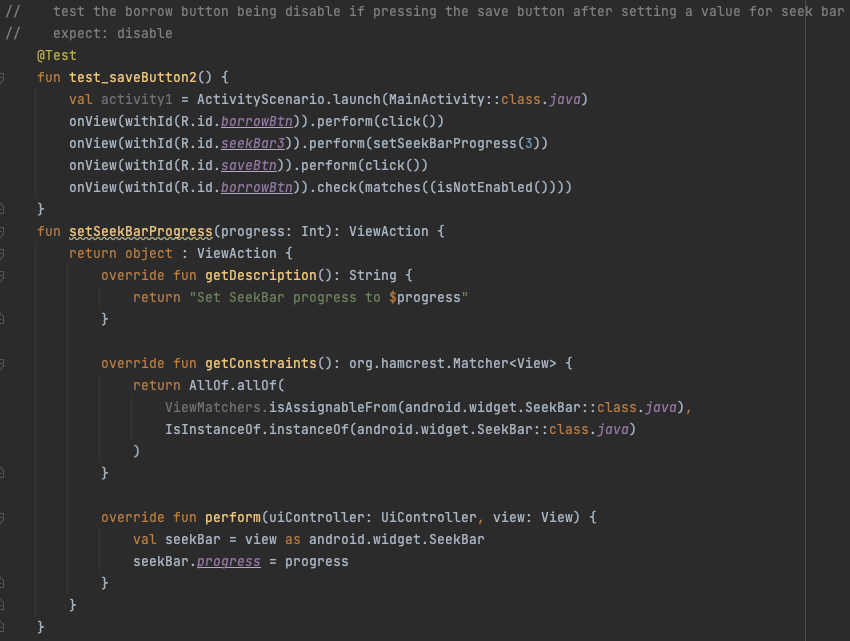 //    test the borrow button being disable if pressing the save button after setting a value for seek bar
//    expect: disable
    @Test
    fun test_saveButton2() {
        val activity1 = ActivityScenario.launch(MainActivity::class.java)
        onView(withId(R.id.borrowBtn)).perform(click())
        onView(withId(R.id.seekBar3)).perform(setSeekBarProgress(3))
        onView(withId(R.id.saveBtn)).perform(click())
        onView(withId(R.id.borrowBtn)).check(matches((isNotEnabled())))
    }
    fun setSeekBarProgress(progress: Int): ViewAction {
        return object : ViewAction {
            override fun getDescription(): String {
                return "Set SeekBar progress to $progress"
            }

            override fun getConstraints(): org.hamcrest.Matcher<View> {
                return AllOf.allOf(
                    ViewMatchers.isAssignableFrom(android.widget.SeekBar::class.java),
                    IsInstanceOf.instanceOf(android.widget.SeekBar::class.java)
                )
            }

            override fun perform(uiController: UiController, view: View) {
                val seekBar = view as android.widget.SeekBar
                seekBar.progress = progress
            }
        }
    }